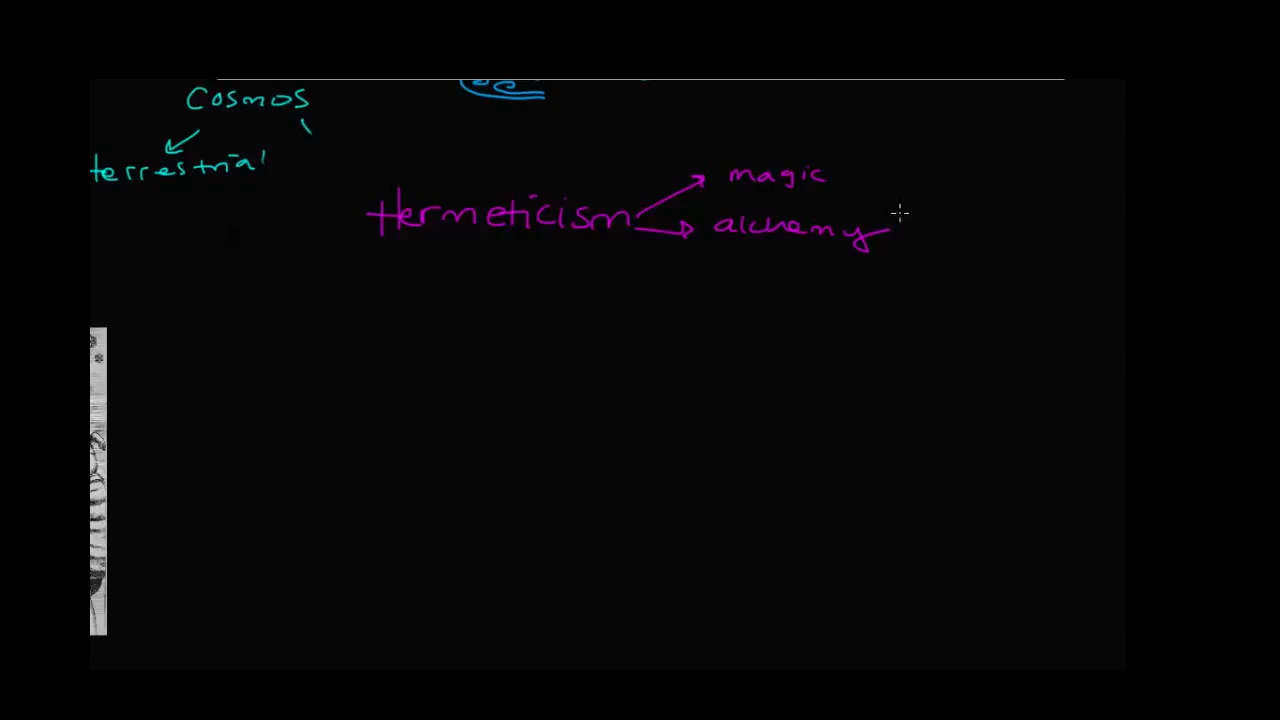 Cosmos
terrestrial
magic
Hermeticism
alchemy